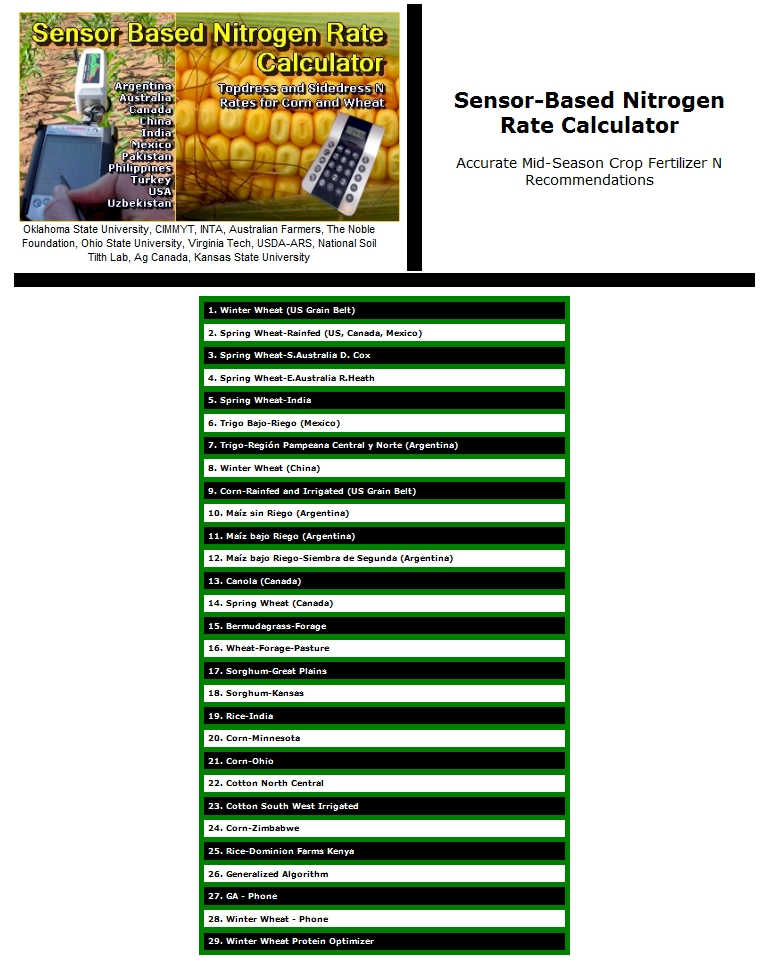 Sensor Based Nitrogen Rate
Calculator
Topdress and Sidedress N
Rates for Corn and Wheat
Argentina
Australia
Canada
China
India
Mexico
Pakistan
Philippines
Turkey
USA
Uzbekistan
Oklahoma State University, CIMMYT, INTA, Australian Farmers, The Noble
Foundation, Ohio State University, Virginia Tech, USDA-ARS, National Soil
Tilth Lab, Ag Canada, Kansas State University
Sensor-Based Nitrogen
Rate Calculator
Accurate Mid-Season Crop Fertilizer N
Recommendations
1. Winter Wheat (US Grain Belt)
2. Spring Wheat-Rainfed (US, Canada, Mexico)
3. Spring Wheat-S.Australia D. Cox
4. Spring Wheat-E.Australia R.Heath
5. Spring Wheat-India
6. Trigo Bajo-Riego (Mexico)
7. Trigo-Región Pampeana Central y Norte (Argentina)
8. Winter Wheat (China)
9. Corn-Rainfed and Irrigated (US Grain Belt)
10. Maíz sin Riego (Argentina)
11. Maíz bajo Riego (Argentina)
12. Maíz bajo Riego-Siembra de Segunda (Argentina)
13. Canola (Canada)
14. Spring Wheat (Canada)
15. Bermudagrass-Forage
16. Wheat-Forage-Pasture
17. Sorghum-Great Plains
18. Sorghum-Kansas
19. Rice-India
20. Corn-Minnesota
21. Corn-Ohio
22. Cotton North Central
23. Cotton South West Irrigated
24. Corn-Zimbabwe
25. Rice-Dominion Farms Kenya
26. Generalized Algorithm
27. GA - Phone
28. Winter Wheat - Phone
29. Winter Wheat Protein Optimizer